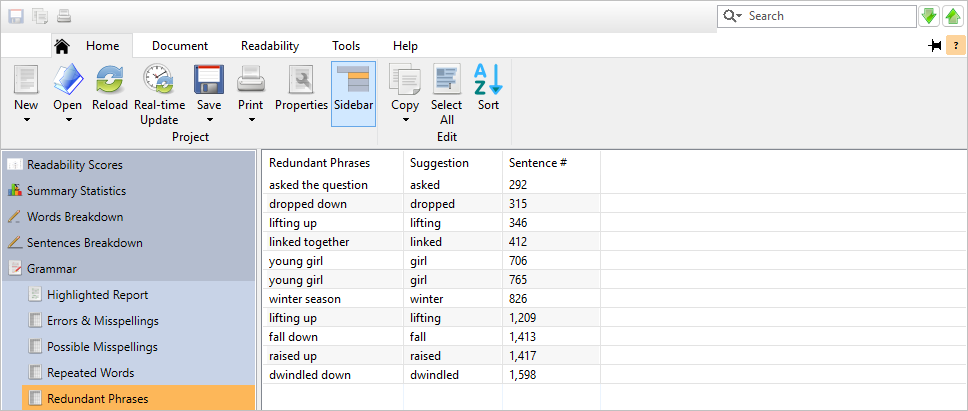 Search
Home Document Readability Tools Help ?
New Open Reload Real-time Update Save Print Properties Sidebar Copy Select All Sort
Project Edit
Readability Scores
Summary Statistics
Words Breakdown
Sentences Breakdown
Grammar
Highlighted Report
Errors & Misspellings
Possible Misspellings
Repeated Words
Redundant Phrases
Redundant Phrases Suggestion Sentence #
asked the question asked 292
dropped down dropped 315
lifting up lifting 346
linked together linked 412
young girl girl 706
young girl girl 765
winter season winter 826
lifting up lifting 1,209
fall down fall 1,413
raised up raised 1,417
dwindled down dwindled 1,598